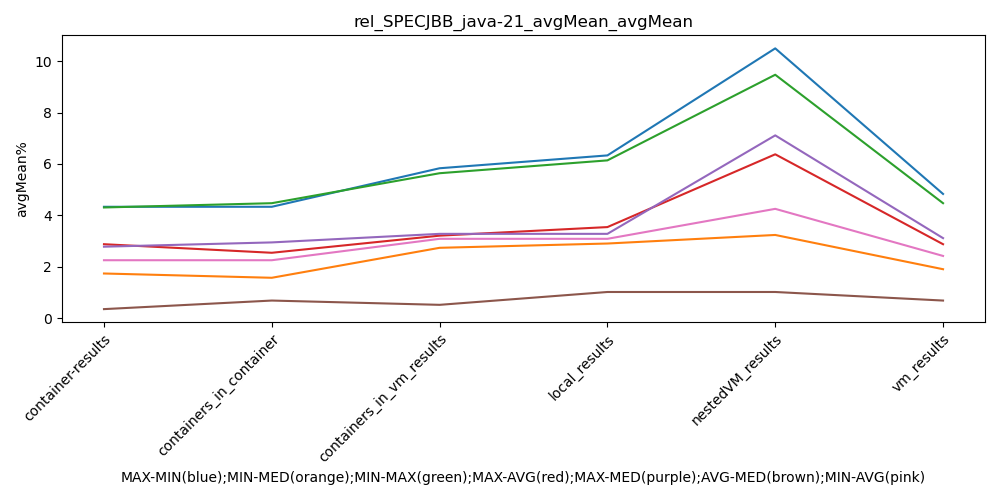 rel_SPECJBB_java-21_avgMean_avgMean
avgMean%
10
8
6
4
2
0
container-results
containers_in_container
containers_in_vm_results
local_results
nestedVM_results
vm_results
MAX-MIN(blue);MIN-MED(orange);MIN-MAX(green);MAX-AVG(red);MAX-MED(purple);AVG-MED(brown);MIN-AVG(pink)